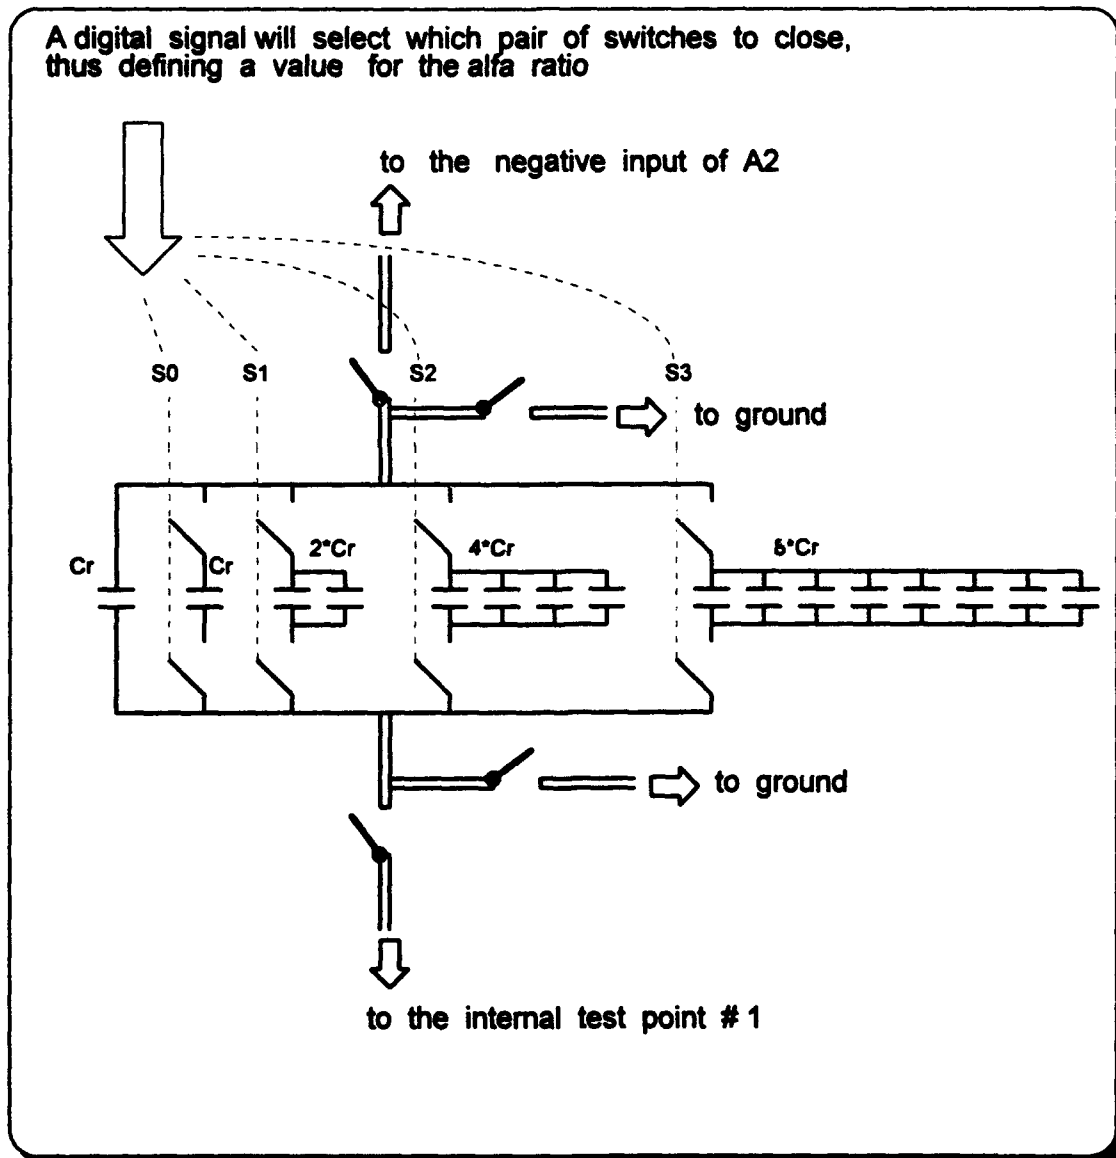 A digital signal will select which pair of switches to close,
thus defining a value for the alfa ratio
to the negative input of A2
S0 S1 S2 S3
to ground
Cr Cr 2*Cr 4*Cr 8*Cr
to ground
to the internal test point # 1